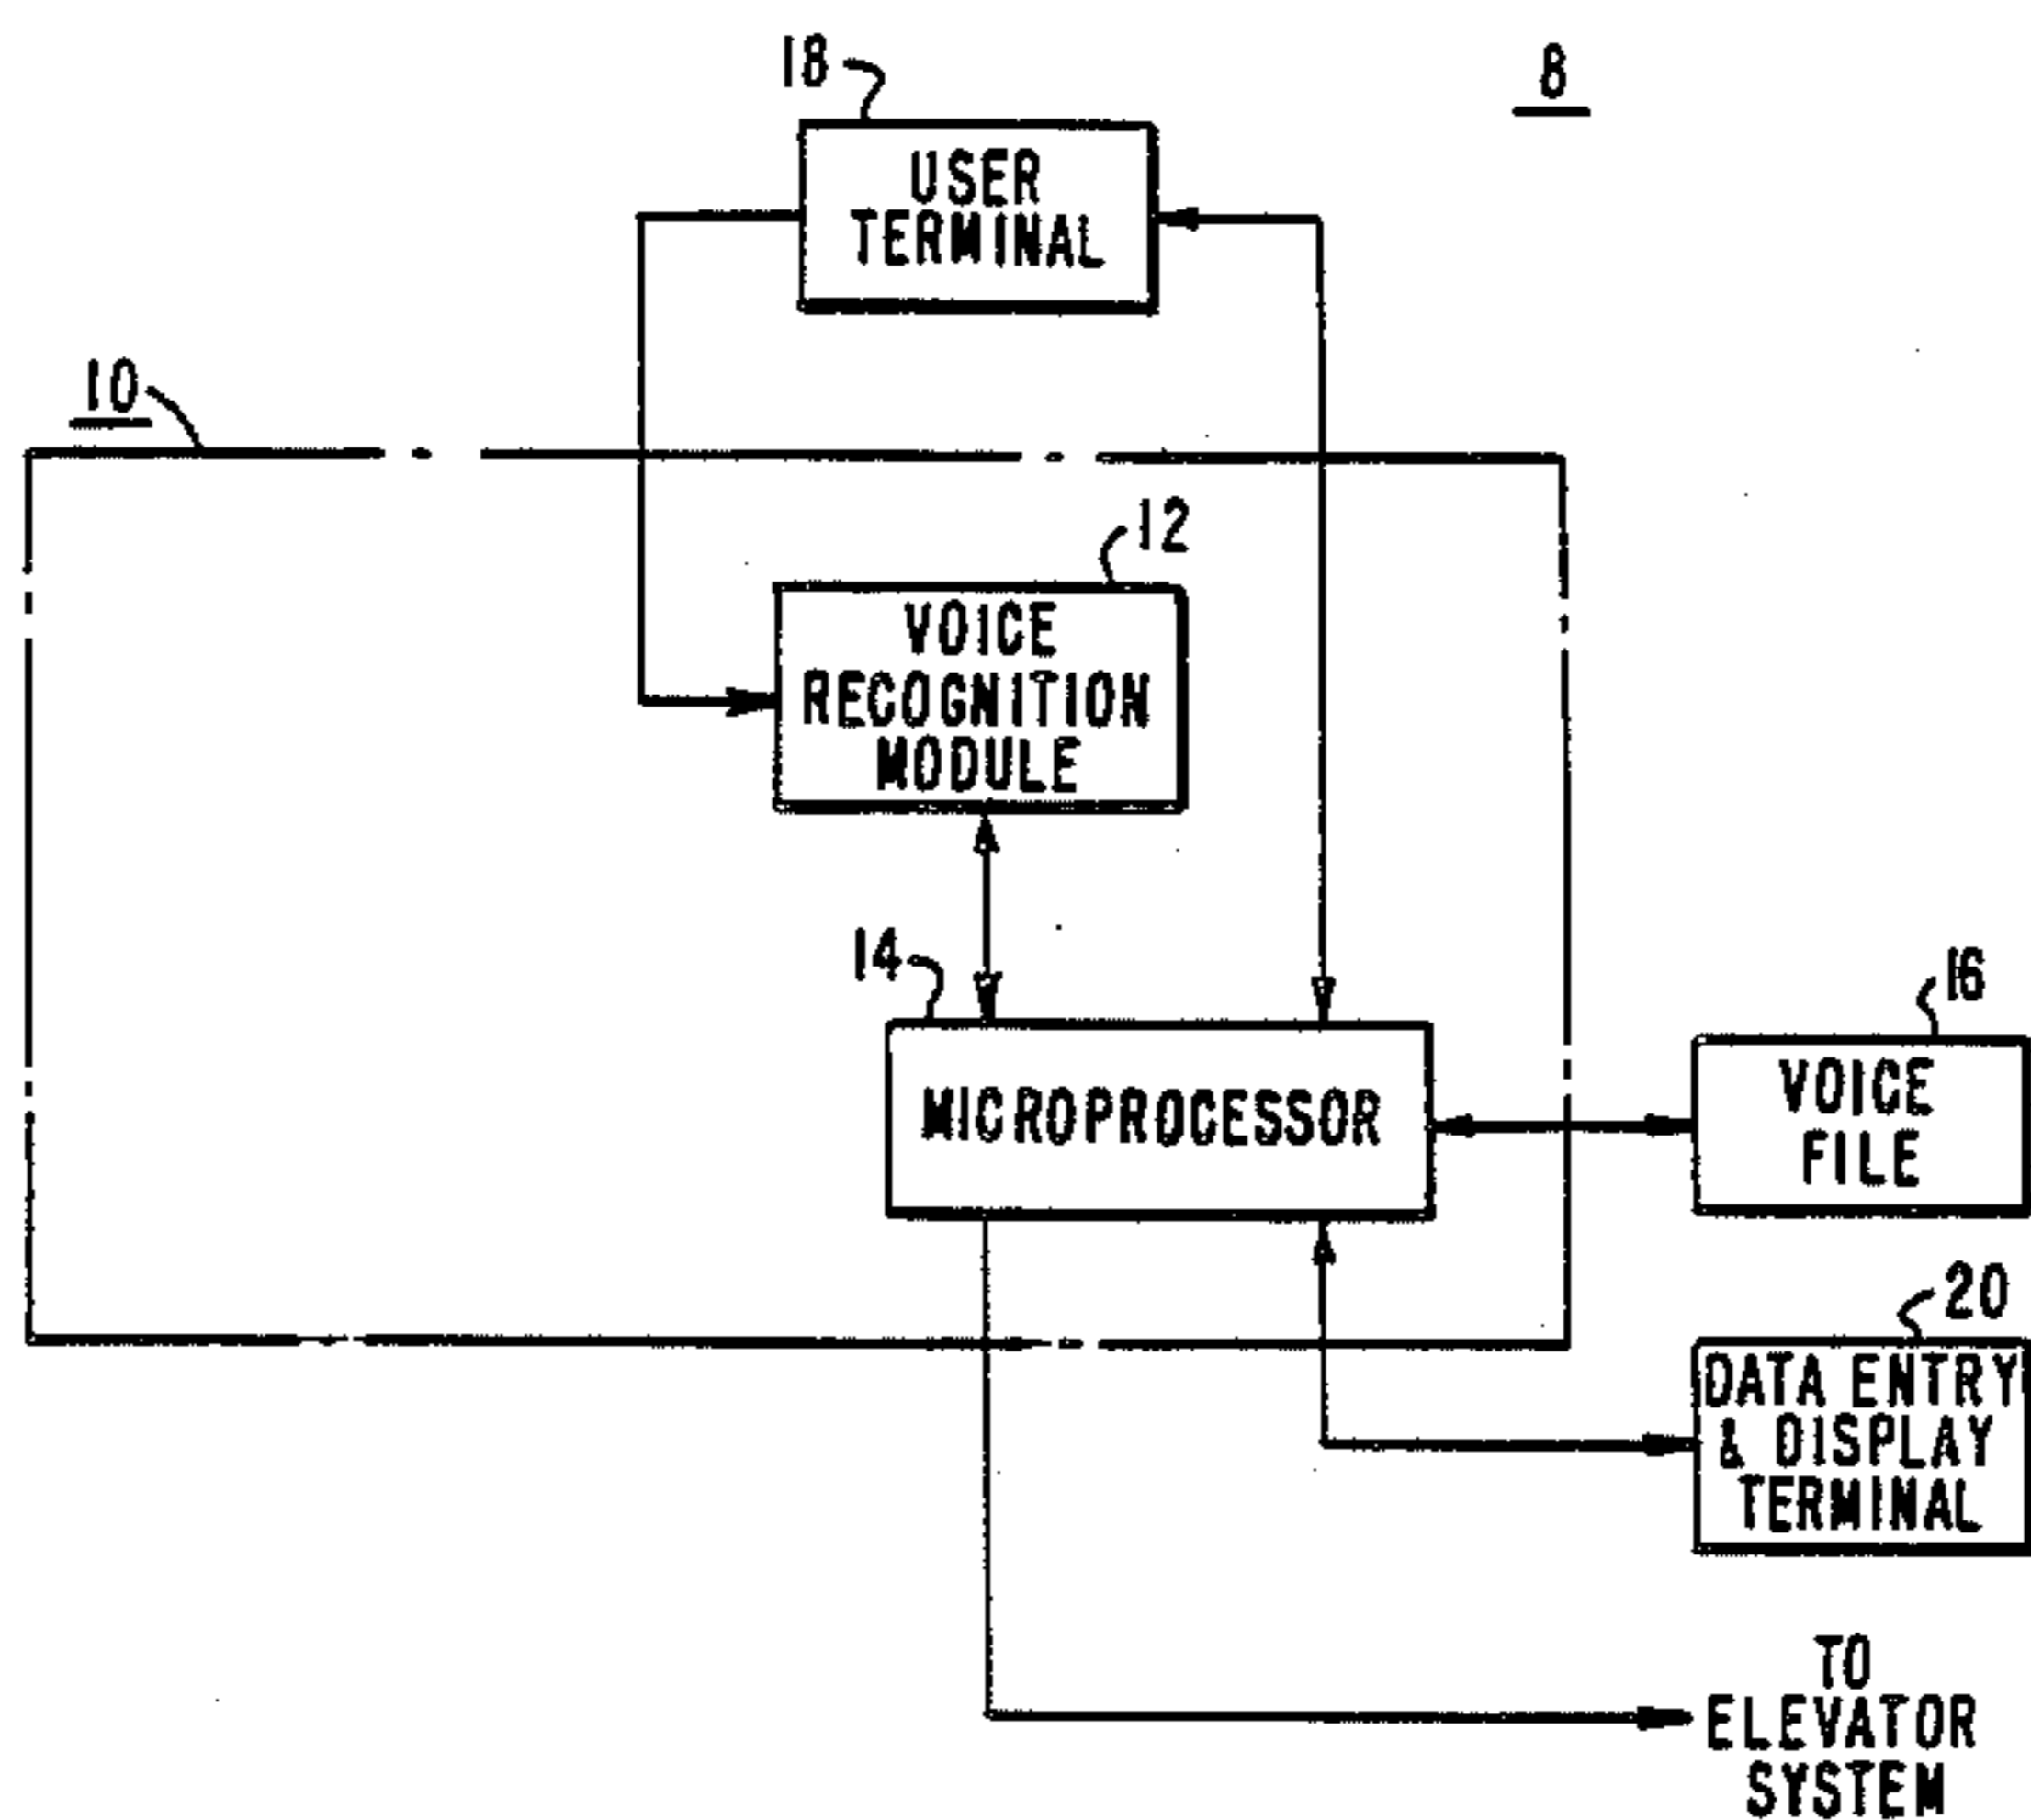 18
8
USER
TERMINAL
10
12
VOICE
RECOGNITION
MODULE
14
MICROPROCESSOR
16
VOICE
FILE
20
DATA ENTRY
& DISPLAY
TERMINAL
TO
ELEVATOR
SYSTEM